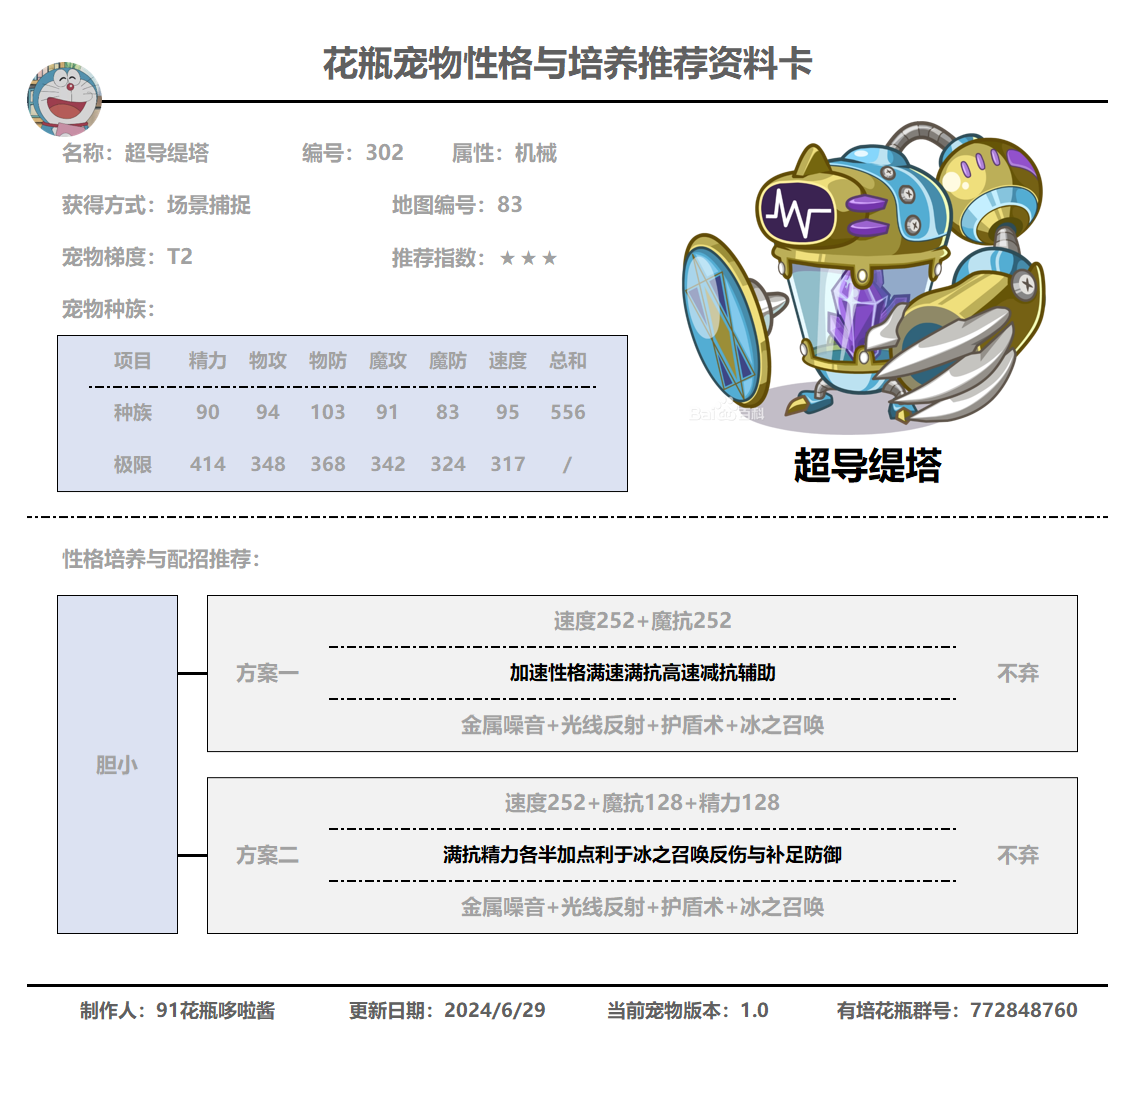 花瓶宠物性格与培养推荐资料卡
名称：超导缇塔 编号：302 属性：机械
获得方式：场景捕捉 地图编号：83
宠物梯度：T2 推荐指数：★★★
宠物种族：
项目 精力 物攻 物防 魔攻 魔防 速度 总和
种族 90 94 103 91 83 95 556
极限 414 348 368 342 324 317 /
Bai百科
超导缇塔
性格培养与配招推荐：
胆小
方案一
速度252+魔抗252
加速性格满速满抗高速减抗辅助
金属噪音+光线反射+护盾术+冰之召唤
不弃
方案二
速度252+魔抗128+精力128
满抗精力各半加点利于冰之召唤反伤与补足防御
金属噪音+光线反射+护盾术+冰之召唤
不弃
制作人：91花瓶哆啦酱 更新日期：2024/6/29 当前宠物版本：1.0 有培花瓶群号：772848760